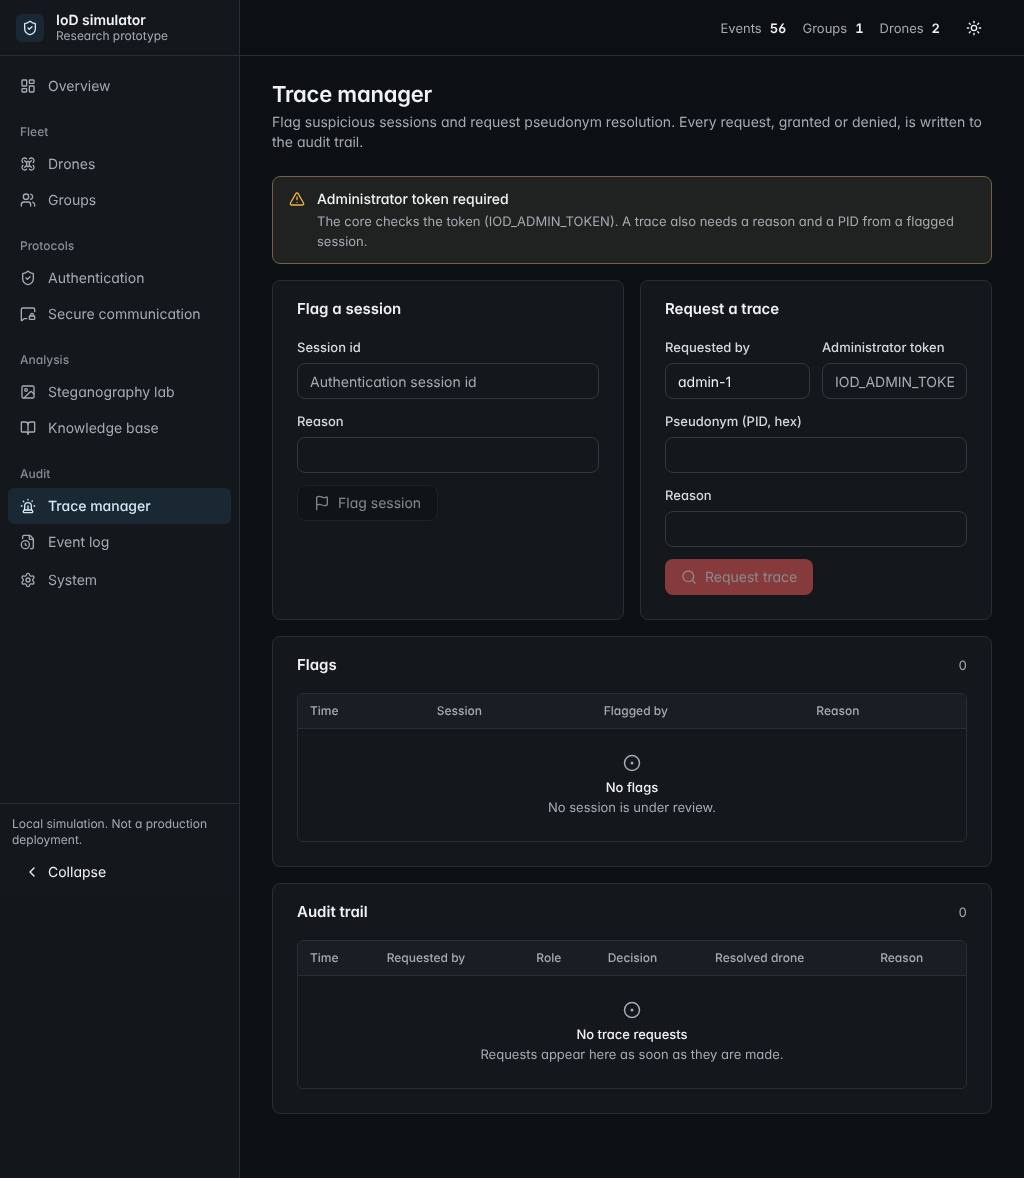 IoD simulator
Research prototype
Events 56 Groups 1 Drones 2
Overview
Fleet
Drones
Groups
Protocols
Authentication
Secure communication
Analysis
Steganography lab
Knowledge base
Audit
Trace manager
Event log
System
Local simulation. Not a production
deployment.
Collapse
Trace manager
Flag suspicious sessions and request pseudonym resolution. Every request, granted or denied, is written to
the audit trail.
Administrator token required
The core checks the token (IOD_ADMIN_TOKEN). A trace also needs a reason and a PID from a flagged
session.
Flag a session
Session id
Authentication session id
Reason
Flag session
Request a trace
Requested by Administrator token
admin-1 IOD_ADMIN_TOKE
Pseudonym (PID, hex)
Reason
Request trace
Flags 0
Time Session Flagged by Reason
No flags
No session is under review.
Audit trail 0
Time Requested by Role Decision Resolved drone Reason
No trace requests
Requests appear here as soon as they are made.